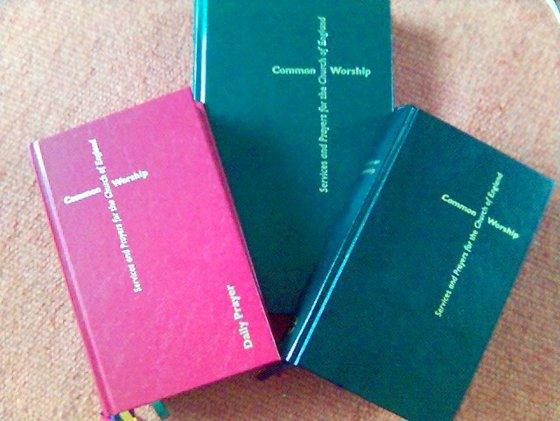 Common Worship
Services and Prayers for the Church of England
Common Worship
Services and Prayers for the Church of England
Daily Prayer
Common Worship
Services and Prayers for the Church of England